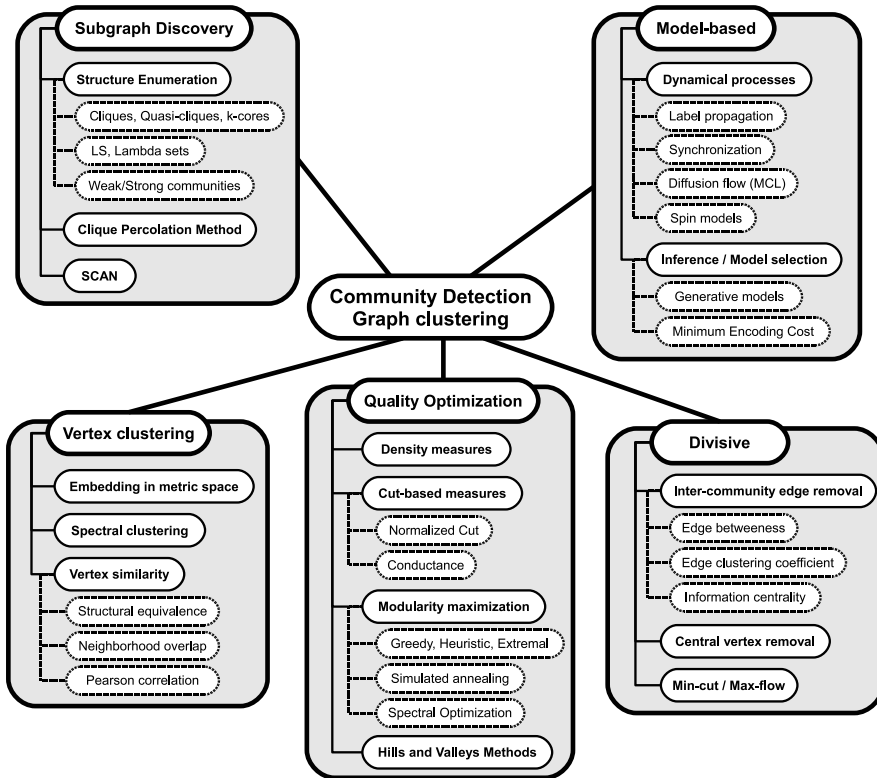 Subgraph Discovery
Structure Enumeration
Cliques, Quasi-cliques, k-cores
LS, Lambda sets
Weak/Strong communities
Clique Percolation Method
SCAN
Model-based
Dynamical processes
Label propagation
Synchronization
Diffusion flow (MCL)
Spin models
Inference / Model selection
Generative models
Minimum Encoding Cost
Community Detection
Graph clustering
Vertex clustering
Embedding in metric space
Spectral clustering
Vertex similarity
Structural equivalence
Neighborhood overlap
Pearson correlation
Quality Optimization
Density measures
Cut-based measures
Normalized Cut
Conductance
Modularity maximization
Greedy, Heuristic, Extremal
Simulated annealing
Spectral Optimization
Hills and Valleys Methods
Divisive
Inter-community edge removal
Edge betweeness
Edge clustering coefficient
Information centrality
Central vertex removal
Min-cut / Max-flow